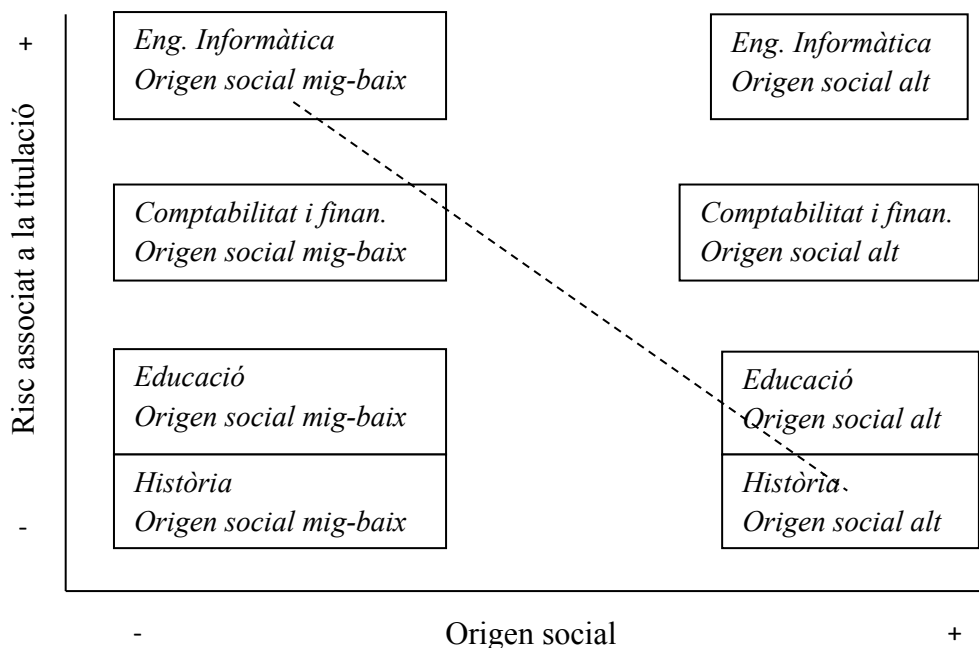 +
Risc associat a la titulació
-
Eng. Informàtica
Origen social mig-baix
Eng. Informàtica
Origen social alt
Comptabilitat i finan.
Origen social mig-baix
Comptabilitat i finan.
Origen social alt
Educació
Origen social mig-baix
Educació
Origen social alt
Història
Origen social mig-baix
Història
Origen social alt
-
Origen social
+